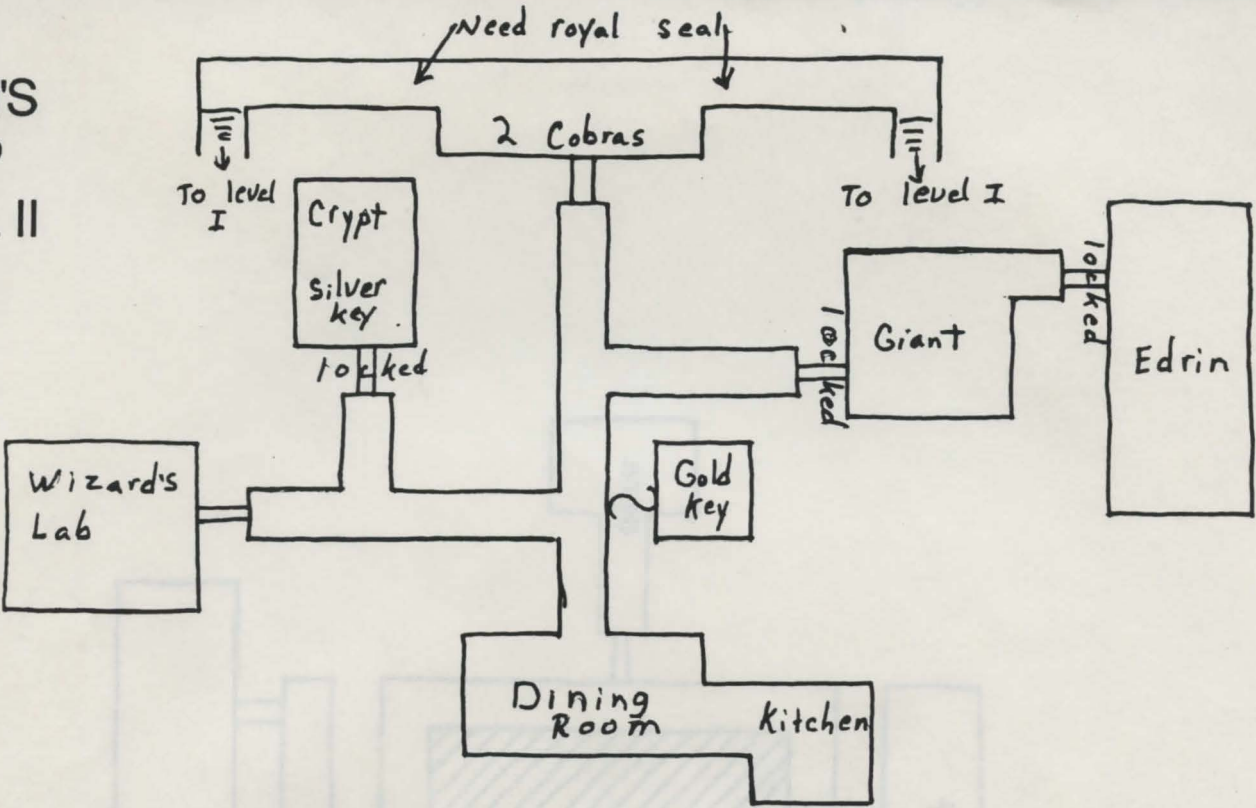 Need royal seal
'S
II
2 Cobras
To level
I
To level I
Crypt
Silver
key
locked
locked
Giant
locked
Edrin
Wizard's
Lab
Gold
Key
Dining
Room
Kitchen